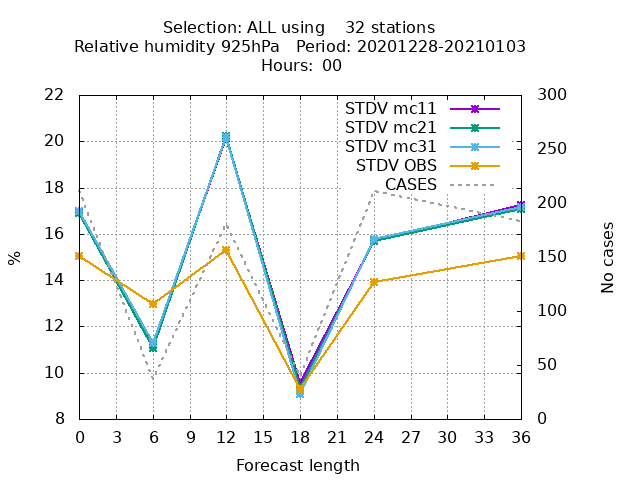 Selection: ALL using    32 stations
Relative humidity 925hPa   Period: 20201228-20210103
Hours: 00
STDV mc11
STDV mc21
STDV mc31
STDV OBS
CASES
%
22
20
18
16
14
12
10
8
300
250
200
150
100
50
0
No cases
0 3 6 9 12 15 18 21 24 27 30 33 36
Forecast length